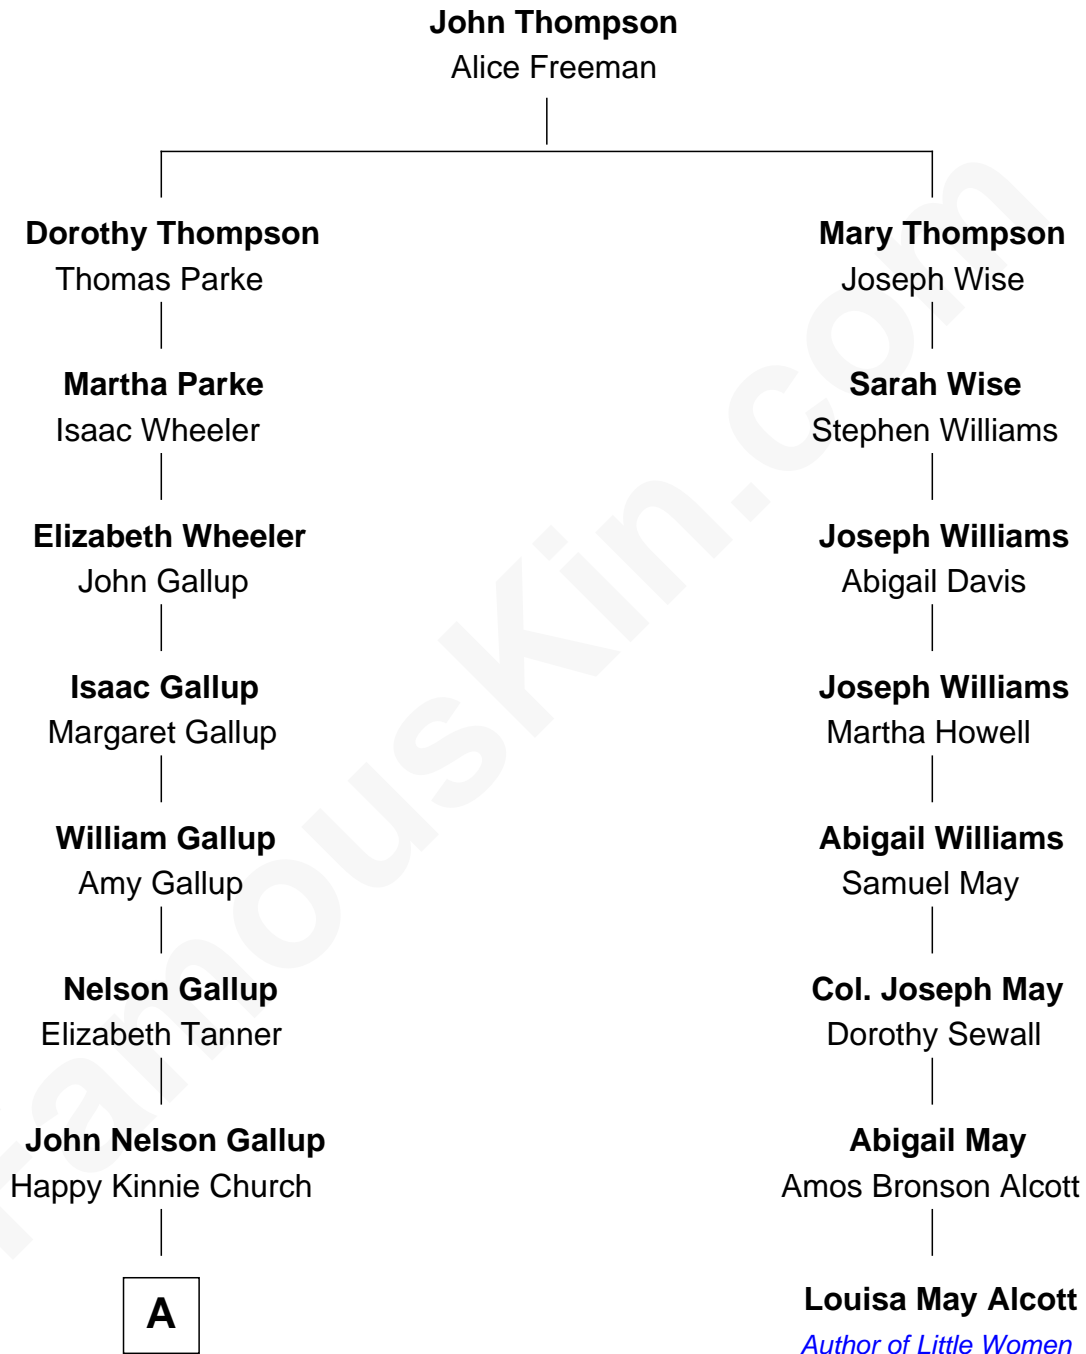 John Thompson
Alice Freeman
Dorothy Thompson
Thomas Parke
Mary Thompson
Joseph Wise
Martha Parke
Isaac Wheeler
Sarah Wise
Stephen Williams
Elizabeth Wheeler
John Gallup
Joseph Williams
Abigail Davis
Isaac Gallup
Margaret Gallup
Joseph Williams
Martha Howell
William Gallup
Amy Gallup
Abigail Williams
Samuel May
Nelson Gallup
Elizabeth Tanner
Col. Joseph May
Dorothy Sewall
John Nelson Gallup
Happy Kinnie Church
Abigail May
Amos Bronson Alcott
A
Louisa May Alcott
Author of Little Women
FamousKin.com